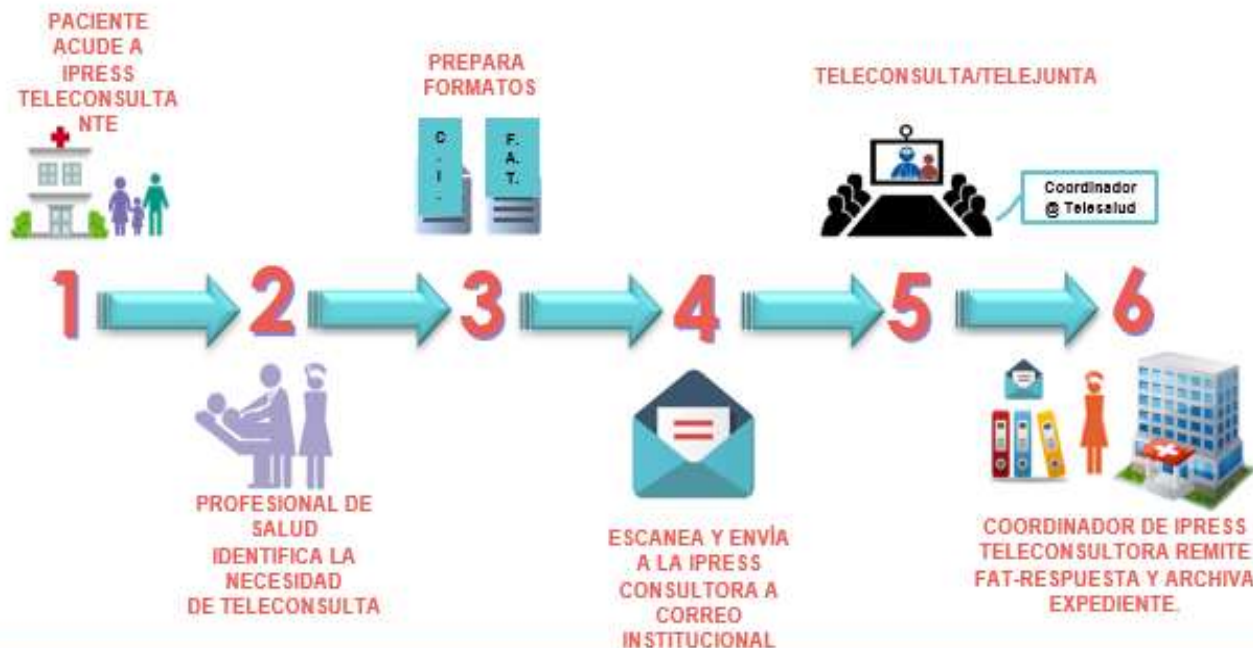 PACIENTE
ACUDE A
IPRESS
TELECONSULTA
NTE
1
2
PROFESIONAL DE
SALUD
IDENTIFICA LA
NECESIDAD
DE TELECONSULTA
PREPARA
FORMATOS
C
.
I
.
F.
A.
T.
3
4
ESCANEA Y ENVÌA
A LA IPRESS
CONSULTORA A
CORREO
INSTITUCIONAL
TELECONSULTA/TELEJUNTA
Coordinador
@ Telesalud
5
6
COORDINADOR DE IPRESS
TELECONSULTORA REMITE
FAT-RESPUESTA Y ARCHIVA
EXPEDIENTE.